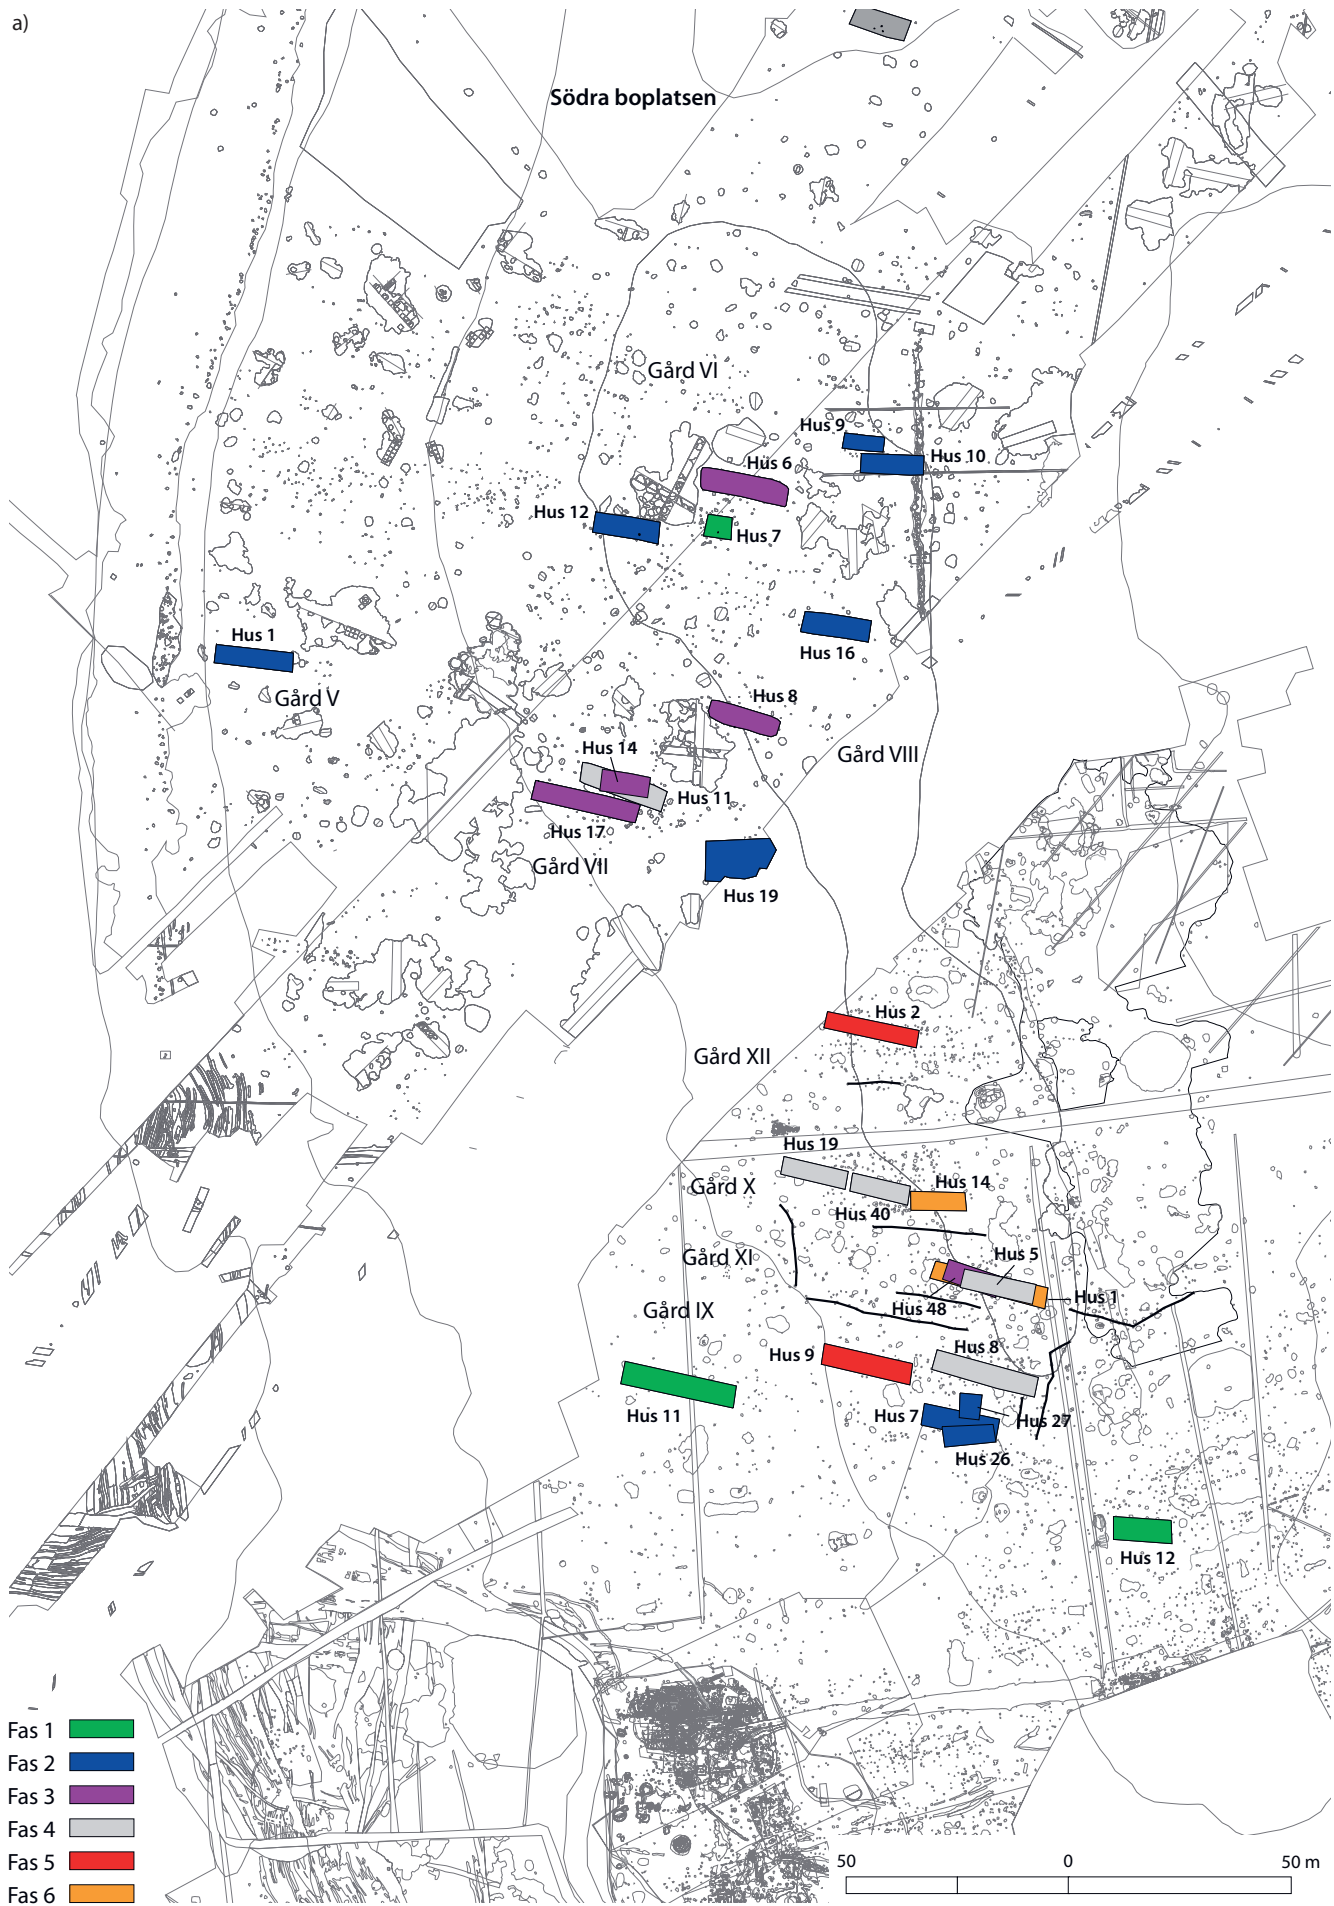 a)
Södra boplatsen
Gård VI
Hus 9
Hus 10
Hus 6
Hus 12
Hus 7
Hus 1
Hus 16
Gård V
Hus 8
Hus 14
Gård VIII
Hus 11
Hus 17
Gård VII
Hus 19
Hus 2
Gård XII
Hus 19
Gård X
Hus 14
Hus 40
Gård XI
Hus 5
Hus 1
Hus 48
Gård IX
Hus 9
Hus 8
Hus 11
Hus 7
Hus 27
Hus 26
Hus 12
Fas 1
Fas 2
Fas 3
Fas 4
Fas 5
Fas 6
50 0 50 m